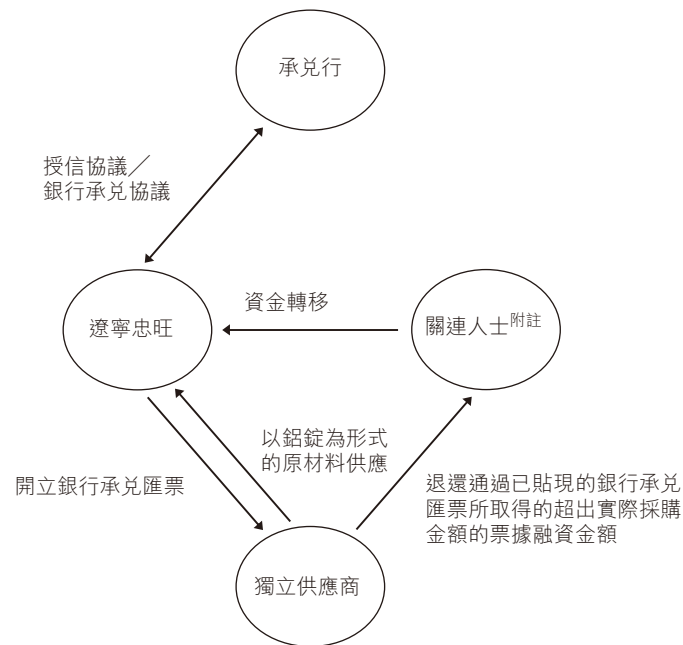 承兑行
授信協議／
銀行承兑協議
遼寧忠旺
資金轉移
關連人士附註
以鋁錠為形式
的原材料供應
開立銀行承兑匯票
退還通過已貼現的銀行承兑
匯票所取得的超出實際採購
金額的票據融資金額
獨立供應商